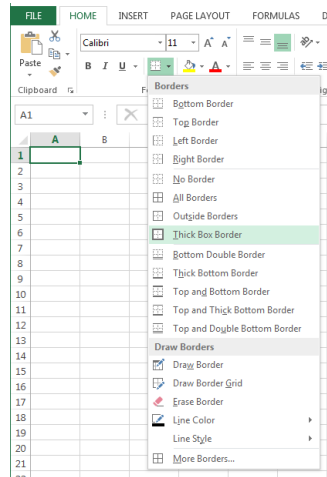 FILE HOME INSERT PAGE LAYOUT FORMULAS
Calibri 11 A A
Paste B I U A
Clipboard
A1
A B
1
2
3
4
5
6
7
8
9
10
11
12
13
14
15
16
17
18
19
20
21
Borders
Bottom Border
Top Border
Left Border
Right Border
No Border
All Borders
Outside Borders
Thick Box Border
Bottom Double Border
Thick Bottom Border
Top and Bottom Border
Top and Thick Bottom Border
Top and Double Bottom Border
Draw Borders
Draw Border
Draw Border Grid
Erase Border
Line Color
Line Style
More Borders...